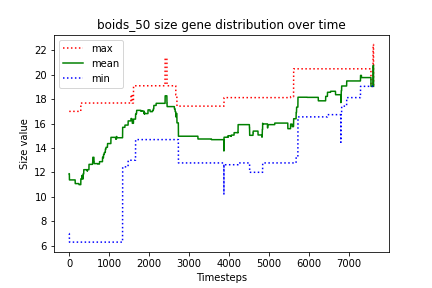 boids_50 size gene distribution over time
max
mean
min
Size value
22
20
18
16
14
12
10
8
6
0 1000 2000 3000 4000 5000 6000 7000
Timesteps